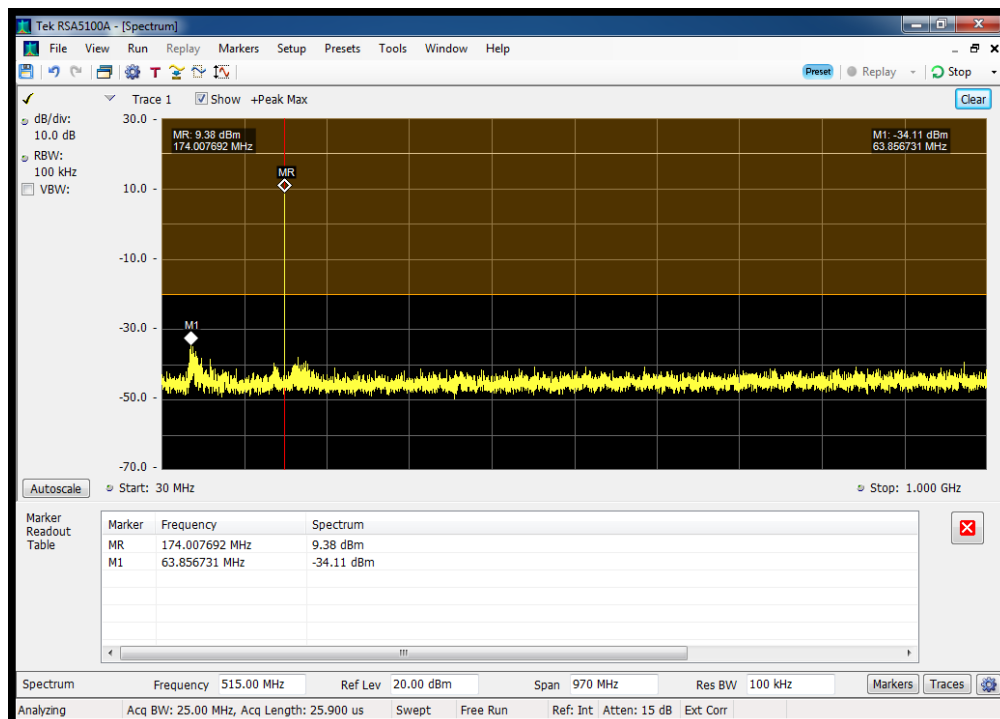 Tek RSA5100A - [Spectrum]
File View Run Replay Markers Setup Presets Tools Window Help
T Preset Replay Stop
Trace 1 Show +Peak Max Clear
dB/div:
10.0 dB
RBW:
100 kHz
VBW:
30.0
10.0
-10.0
-30.0
-50.0
-70.0
MR: 9.38 dBm
174.007692 MHz
M1: -34.11 dBm
63.856731 MHz
MR
M1
Autoscale Start: 30 MHz Stop: 1.000 GHz
Marker
Readout
Table
Marker Frequency Spectrum
MR 174.007692 MHz 9.38 dBm
M1 63.856731 MHz -34.11 dBm
Spectrum Frequency 515.00 MHz Ref Lev 20.00 dBm Span 970 MHz Res BW 100 kHz Markers Traces
Analyzing Acq BW: 25.00 MHz, Acq Length: 25.900 us Swept Free Run Ref: Int Atten: 15 dB Ext Corr